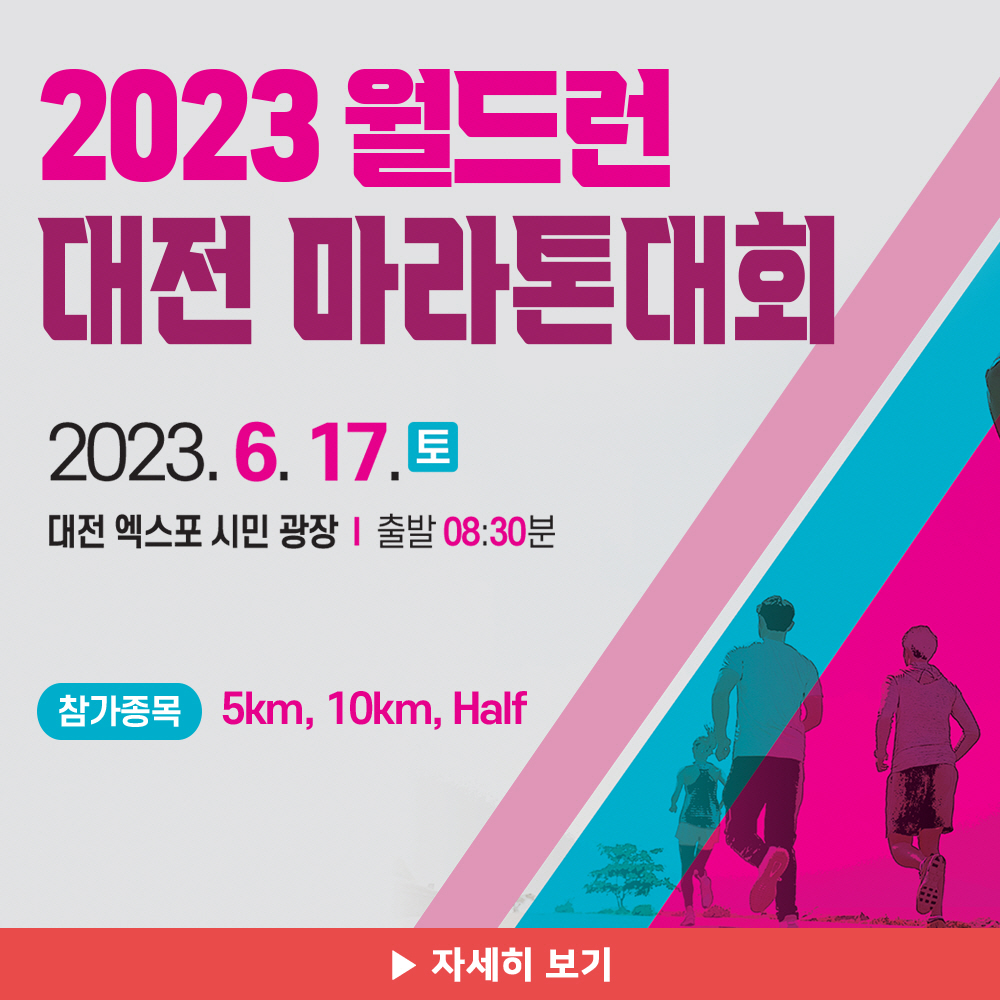 2023 월드런
대전 마라톤대회
2023. 6. 17. 토
대전 엑스포 시민 광장 | 출발 08:30분
참가종목 5km, 10km, Half
▶ 자세히 보기